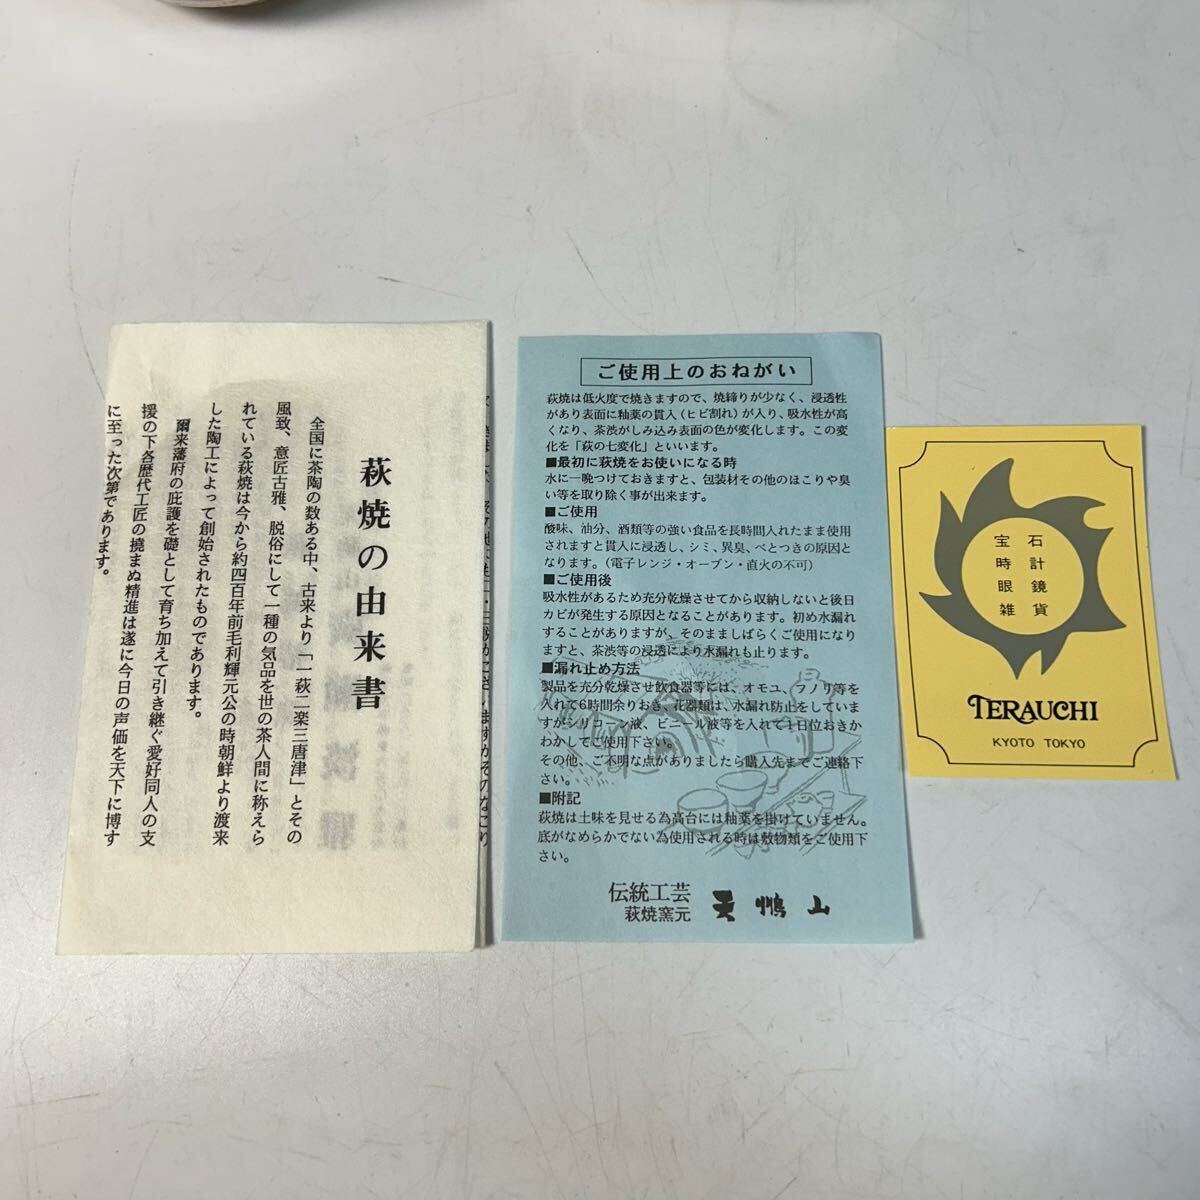 萩焼の由来書
全国に茶陶の数ある中、古来より「一萩二楽三唐津」とその
風致、意匠古雅、脱俗にして一種の気品を世の茶人間に称えら
れている萩焼は今から約四百年前毛利輝元公の時朝鮮より渡来
した陶工によって創始されたものであります。
爾来藩府の庇護を礎として育ち加えて引き継ぐ愛好同人の支
援の下各歴代工匠の撓まぬ精進は遂に今日の声価を天下に博す
に至った次第であります。
ご使用上のおねがい
萩焼は低火度で焼きますので、焼締りが少なく、浸透性
があり表面に釉薬の貫入(ヒビ割れ)が入り、吸水性が高
くなり、茶渋がしみ込み表面の色が変化します。この変
化を「萩の七変化」といいます。
■最初に萩焼をお使いになる時
水に一晩つけておきますと、包装材その他のほこりや臭
い等を取り除く事が出来ます。
■ご使用
酸味、油分、酒類等の強い食品を長時間入れたまま使用
されますと貫入に浸透し、シミ、異臭、べとつきの原因と
なります。(電子レンジ・オーブン・直火の不可)
■ご使用後
吸水性があるため充分乾燥させてから収納しないと後日
カビが発生する原因となることがあります。初め水漏れ
することがありますが、そのまましばらくご使用になり
ますと、茶渋等の浸透により水漏れも止ります。
■漏れ止め方法
製品を充分乾燥させ飲食器等には、オモユ、フノリ等を
入れて6時間余りおき、花器類は、水漏れ防止をしていま
すがシリコーン液、ビニール液等を入れて1日位おきかわ
かしてご使用下さい。
その他、ご不明な点がありましたら購入先までご連絡下
さい。
■附記
萩焼は土味を見せる為高台には釉薬を掛けていません。
底がなめらかでない為使用される時は敷物類をご使用下
さい。
伝統工芸
萩焼窯元 天鵬山
宝石
時計
眼鏡
雑貨
TERAUCHI
KYOTO TOKYO